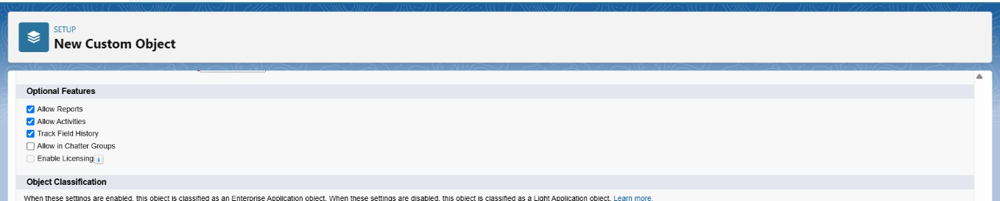 SETUP
New Custom Object
Optional Features
Allow Reports
Allow Activities
Track Field History
Allow in Chatter Groups
Enable Licensing i
Object Classification
When these settings are enabled, this object is classified as an Enterprise Application object. When these settings are disabled, this object is classified as a Light Application object. Learn more.